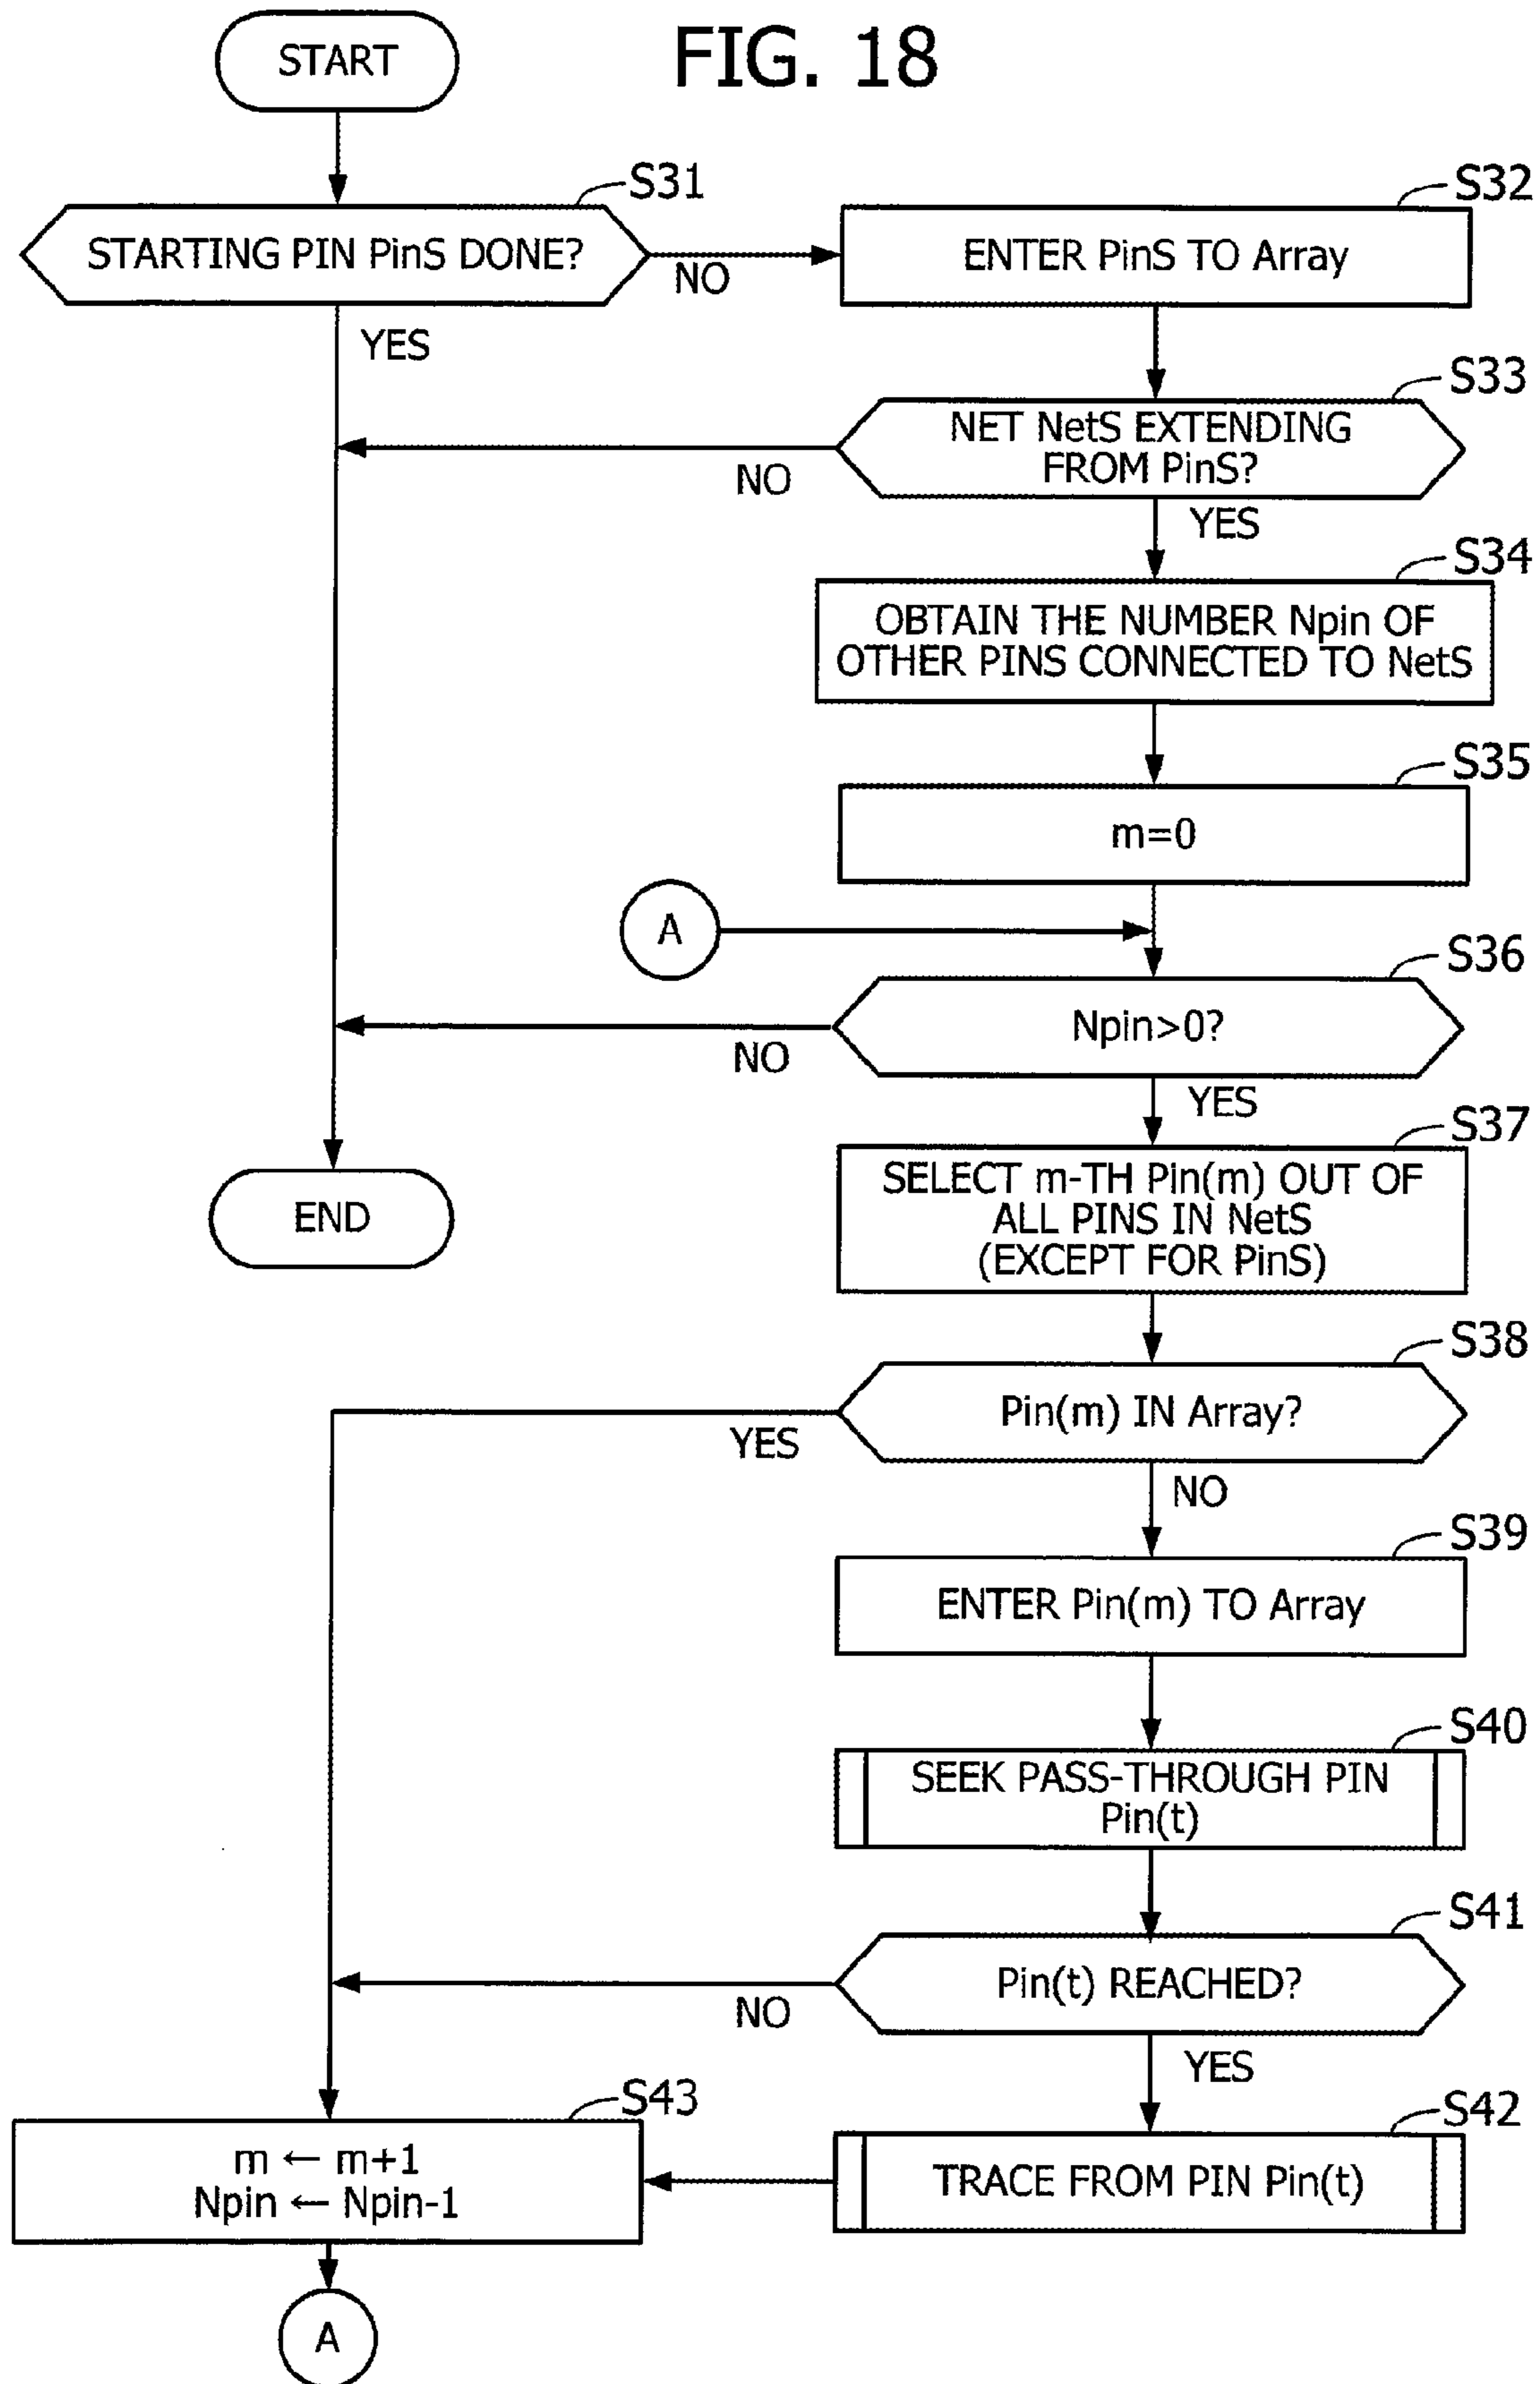 FIG. 18
START
S31
STARTING PIN PinS DONE?
NO
YES
S32
ENTER PinS TO Array
S33
NET NetS EXTENDING
FROM PinS?
NO
YES
S34
OBTAIN THE NUMBER Npin OF
OTHER PINS CONNECTED TO NetS
S35
m=0
A
S36
Npin>0?
NO
YES
END
S37
SELECT m-TH Pin(m) OUT OF
ALL PINS IN NetS
(EXCEPT FOR PinS)
S38
Pin(m) IN Array?
YES
NO
S39
ENTER Pin(m) TO Array
S40
SEEK PASS-THROUGH PIN
Pin(t)
S41
Pin(t) REACHED?
NO
YES
S42
TRACE FROM PIN Pin(t)
S43
m ← m+1
Npin ← Npin-1
A